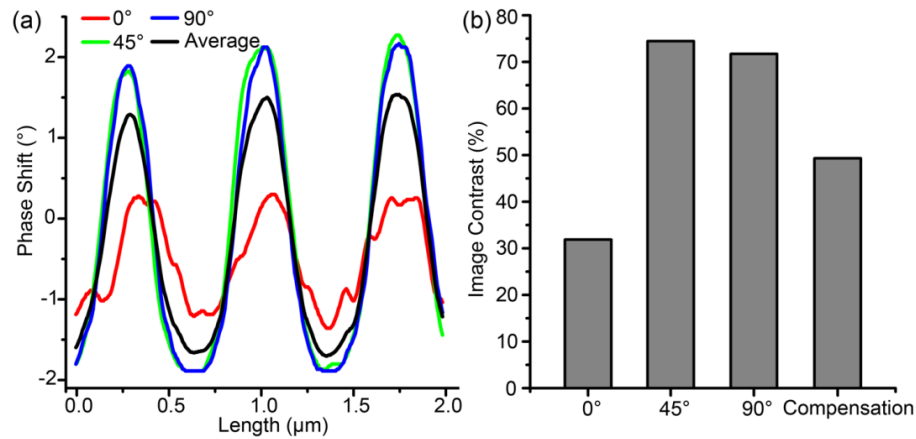 (a)
0° 90°
45° Average
2
1
0
-1
-2
Phase Shift (°)
0.0 0.5 1.0 1.5 2.0
Length (µm)
(b)
80
70
60
50
40
30
20
10
0
Image Contrast (%)
0° 45° 90° Compensation